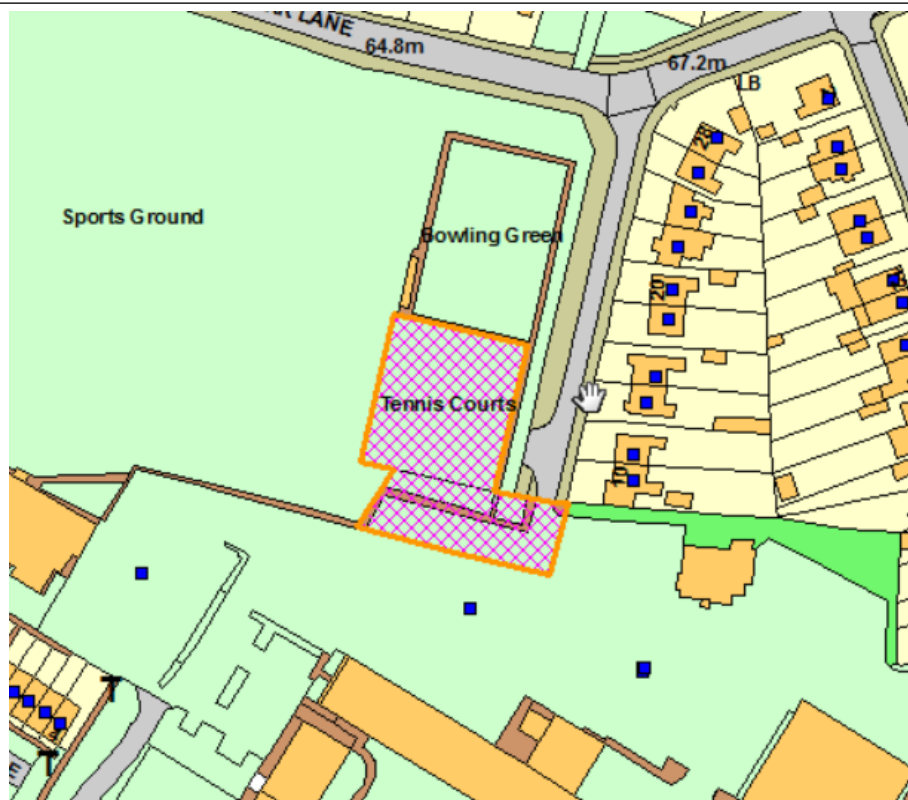 LANE
64.8m
67.2m
LB
28
Sports Ground
Bowling Green
20
Tennis Courts
10
T
T
E